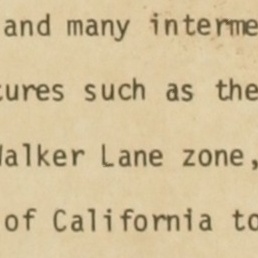 and many interme
tures such as the
Walker Lane zone,
of California to